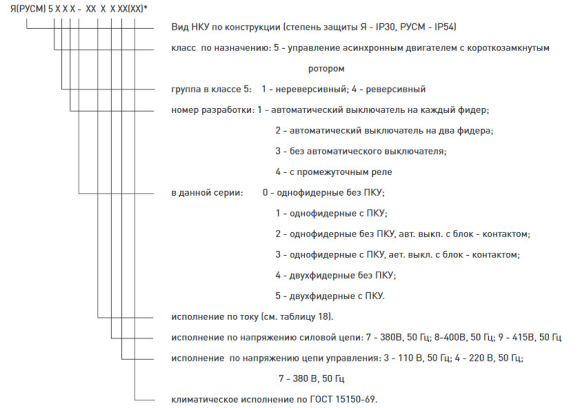 Я(РУСМ) 5 Х Х Х - ХХ Х Х ХХ(ХХ)*
Вид НКУ по конструкции (степень защиты Я - IP30, РУСМ - IP54)
класс по назначению: 5 - управление асинхронным двигателем с короткозамкнутым
ротором
группа в классе 5: 1 - нереверсивный; 4 - реверсивный
номер разработки: 1 - автоматический выключатель на каждый фидер;
2 - автоматический выключатель на два фидера;
3 - без автоматического выключателя;
4 - с промежуточным реле
в данной серии: 0 - однофидерные без ПКУ;
1 - однофидерные с ПКУ;
2 - однофидерные без ПКУ, авт. выкп. с блок - контактом;
3 - однофидерные с ПКУ, ает. выкл. с блок - контактом;
4 - двухфидерные без ПКУ;
5 - двухфидерные с ПКУ.
исполнение по току (см. таблицу 18).
исполнение по напряжению силовой цепи: 7 - 380В, 50 Гц; 8-400В, 50 Гц; 9 - 415В, 50 Гц
исполнение по напряжению цепи управления: 3 - 110 В, 50 Гц; 4 - 220 В, 50 Гц;
7 - 380 В, 50 Гц
климатическое исполнение по ГОСТ 15150-69.